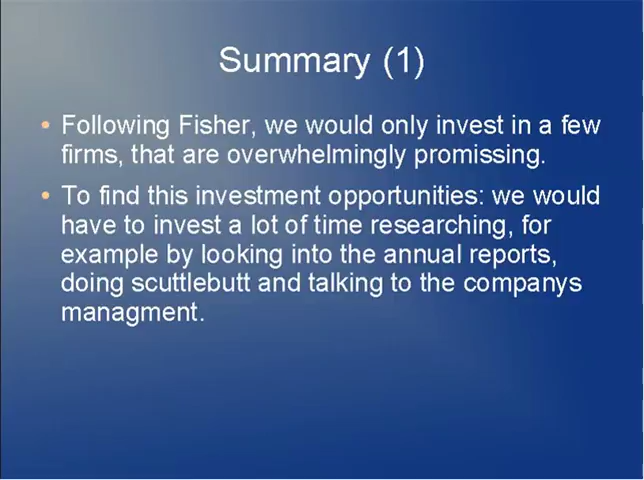 Summary (1)
Following Fisher, we would only invest in a few
firms, that are overwhelmingly promissing.
To find this investment opportunities: we would
have to invest a lot of time researching, for
example by looking into the annual reports,
doing scuttlebutt and talking to the companys
managment.